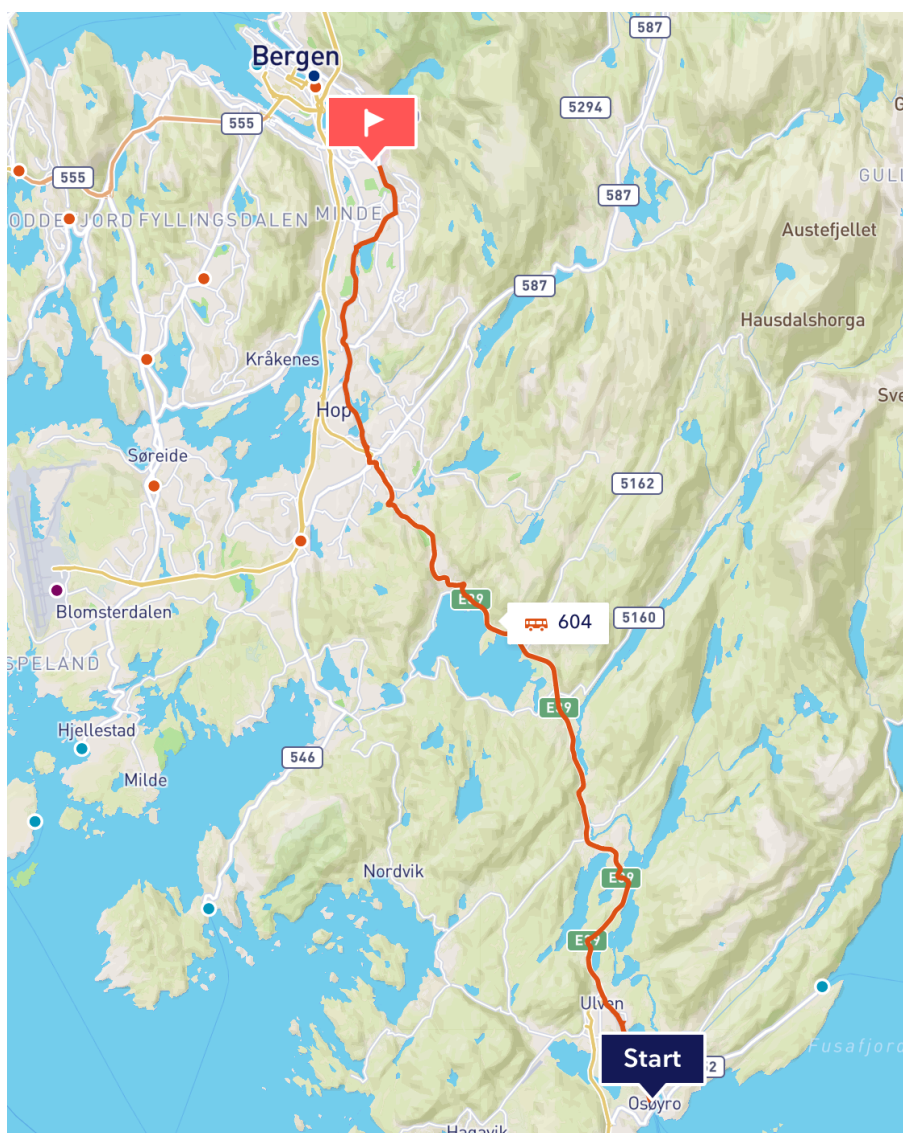 587
Bergen
5294
555
555
587
GULL
ODDE JORD FYLLINGSDALEN MINDE
Austefjellet
587
Hausdalshorga
Kråkenes
Sve
Hop
Søreide
5162
E39
Blomsterdalen
604
5160
SPELAND
E39
Hjellestad
546
Milde
Nordvik
E39
E39
Ulven
Fusafjord
Start
2
Osøyro
Hagavik